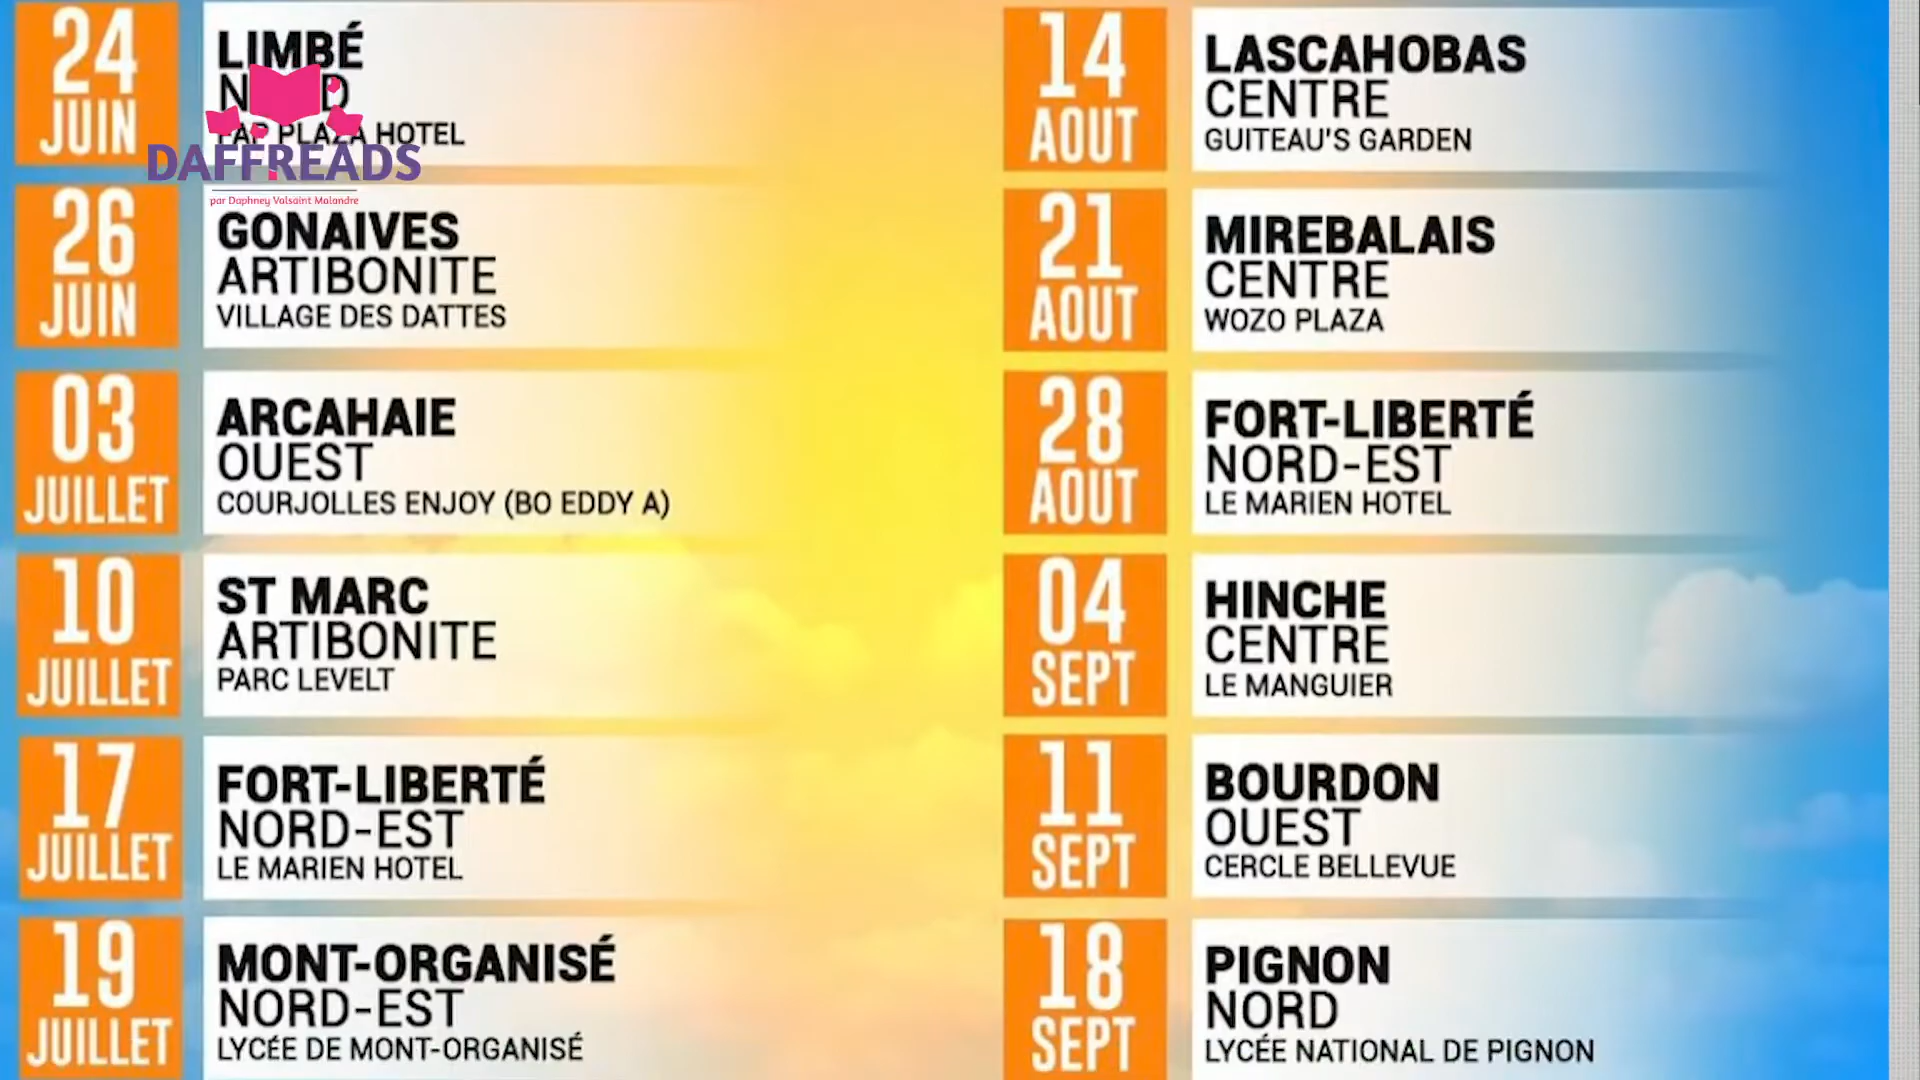 24
JUIN
LIMBÉ
PLAZA HOTEL
DAFFREADS
par Daphney Valsaint Malandre
26
JUIN
GONAIVES
ARTIBONITE
VILLAGE DES DATTES
03
JUILLET
ARCAHAIE
OUEST
COURJOLLES ENJOY (BO EDDY A)
10
JUILLET
ST MARC
ARTIBONITE
PARC LEVELT
17
JUILLET
FORT-LIBERTÉ
NORD-EST
LE MARIEN HOTEL
19
JUILLET
MONT-ORGANISÉ
NORD-EST
LYCÉE DE MONT-ORGANISÉ
14
AOUT
LASCAHOBAS
CENTRE
GUITEAU'S GARDEN
21
AOUT
MIREBALAIS
CENTRE
WOZO PLAZA
28
AOUT
FORT-LIBERTÉ
NORD-EST
LE MARIEN HOTEL
04
SEPT
HINCHE
CENTRE
LE MANGUIER
11
SEPT
BOURDON
OUEST
CERCLE BELLEVUE
18
SEPT
PIGNON
NORD
LYCÉE NATIONAL DE PIGNON